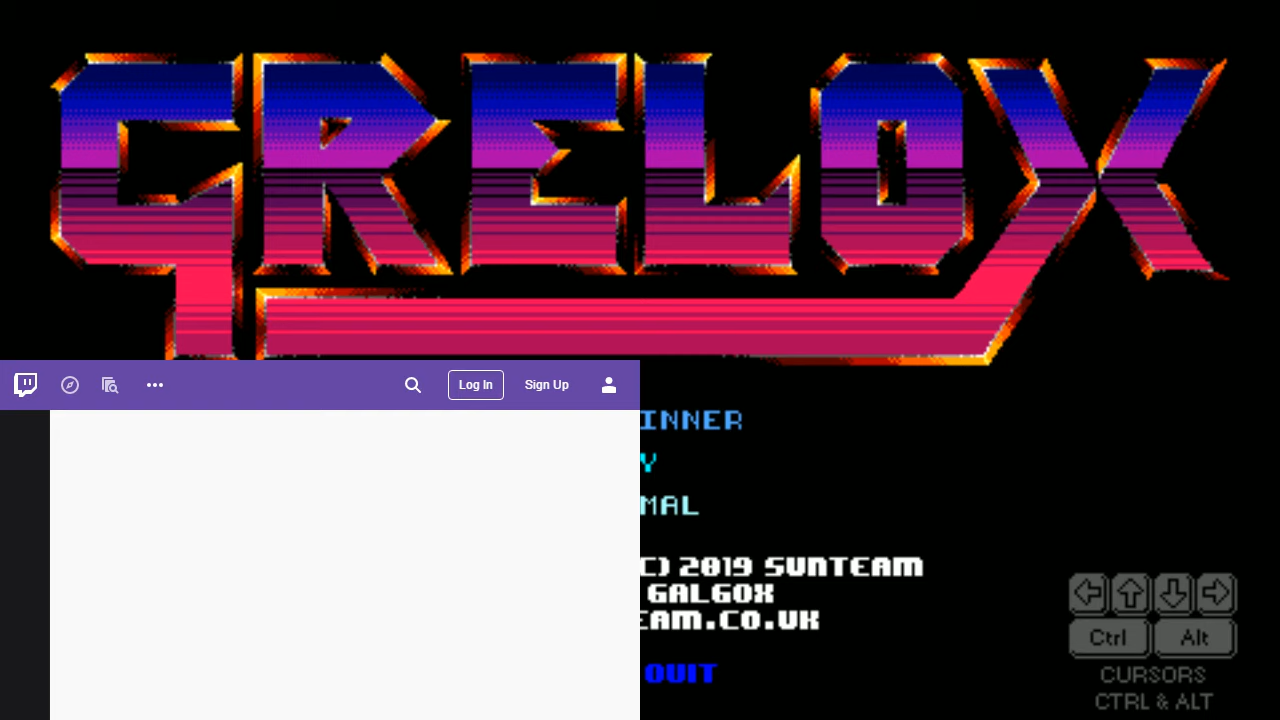 GRELOX
Log In
Sign Up
INNER
Y
MAL
C) 2019 SUNTEAM
GALGOX
EAM.CO.UK
QUIT
Ctrl
Alt
CURSORS
CTRL & ALT